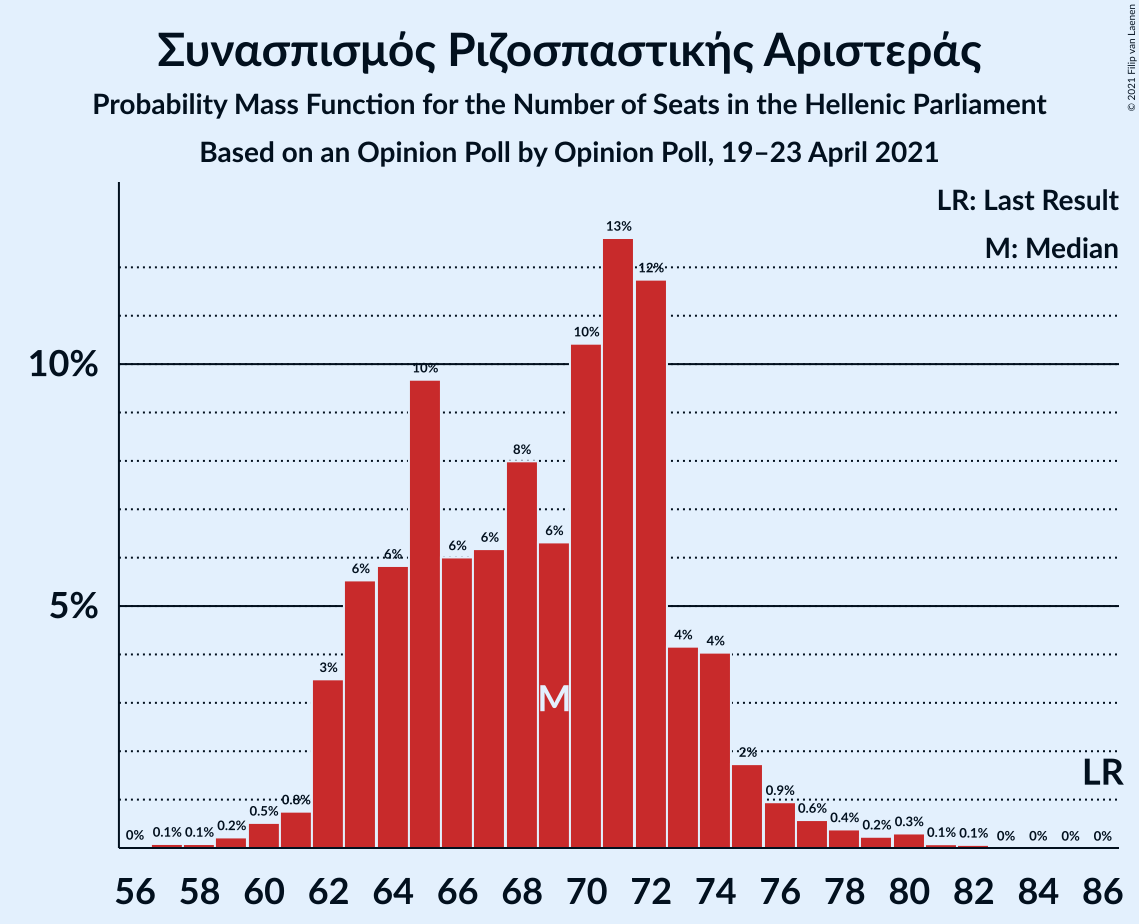 Συνασπισμός Ριζοσπαστικής Αριστεράς
Probability Mass Function for the Number of Seats in the Hellenic Parliament
Based on an Opinion Poll by Opinion Poll, 19–23 April 2021
© 2021 Filip van Laenen
LR: Last Result
M: Median
10%
5%
0% 0.1% 0.1% 0.2% 0.5% 0.8% 3% 6% 6% 10% 6% 6% 8% 6% 10% 13% 12% 4% 4% 2% 0.9% 0.6% 0.4% 0.2% 0.3% 0.1% 0.1% 0% 0% 0% 0%
M
LR
56 58 60 62 64 66 68 70 72 74 76 78 80 82 84 86